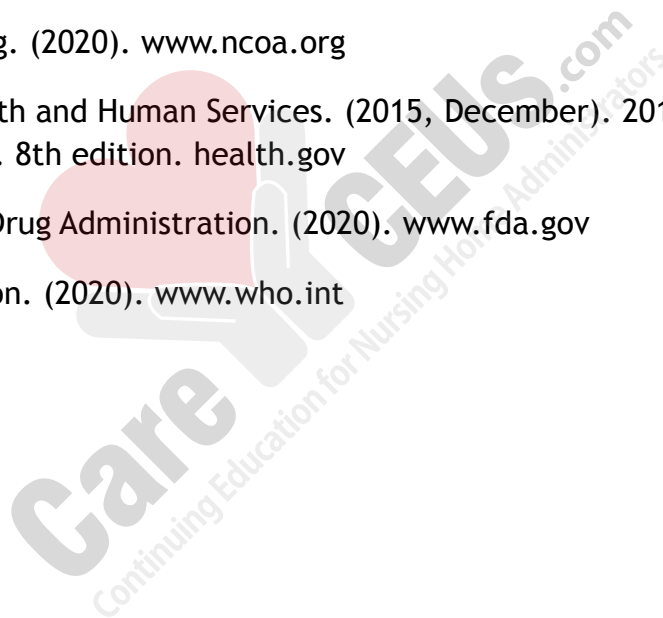 g. (2020). www.ncoa.org
th and Human Services. (2015, December). 201
. 8th edition. health.gov
Drug Administration. (2020). www.fda.gov
on. (2020). www.who.int
Care CEUs.com
Continuing Education for Nursing Home Administrators